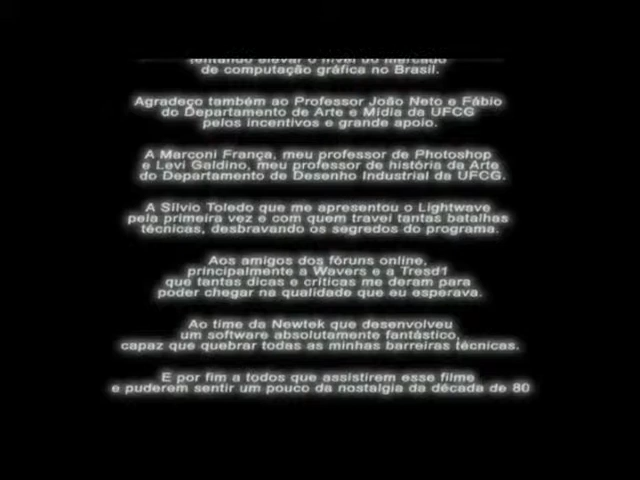 tentando elevar o nível do mercado
de computação gráfica no Brasil.
Agradeço também ao Professor João Neto e Fábio
do Departamento de Arte e Mídia da UFCG
pelos incentivos e grande apoio.
A Marconi França, meu professor de Photoshop
e Levi Galdino, meu professor de história da Arte
do Departamento de Desenho Industrial da UFCG.
A Silvio Toledo que me apresentou o Lightwave
pela primeira vez e com quem travei tantas batalhas
técnicas, desbravando os segredos do programa.
Aos amigos dos fóruns online,
principalmente a Wavers e a Tresd1
que tantas dicas e críticas me deram para
poder chegar na qualidade que eu esperava.
Ao time da Newtek que desenvolveu
um software absolutamente fantástico,
capaz que quebrar todas as minhas barreiras técnicas.
E por fim a todos que assistirem esse filme
e puderem sentir um pouco da nostalgia da década de 80